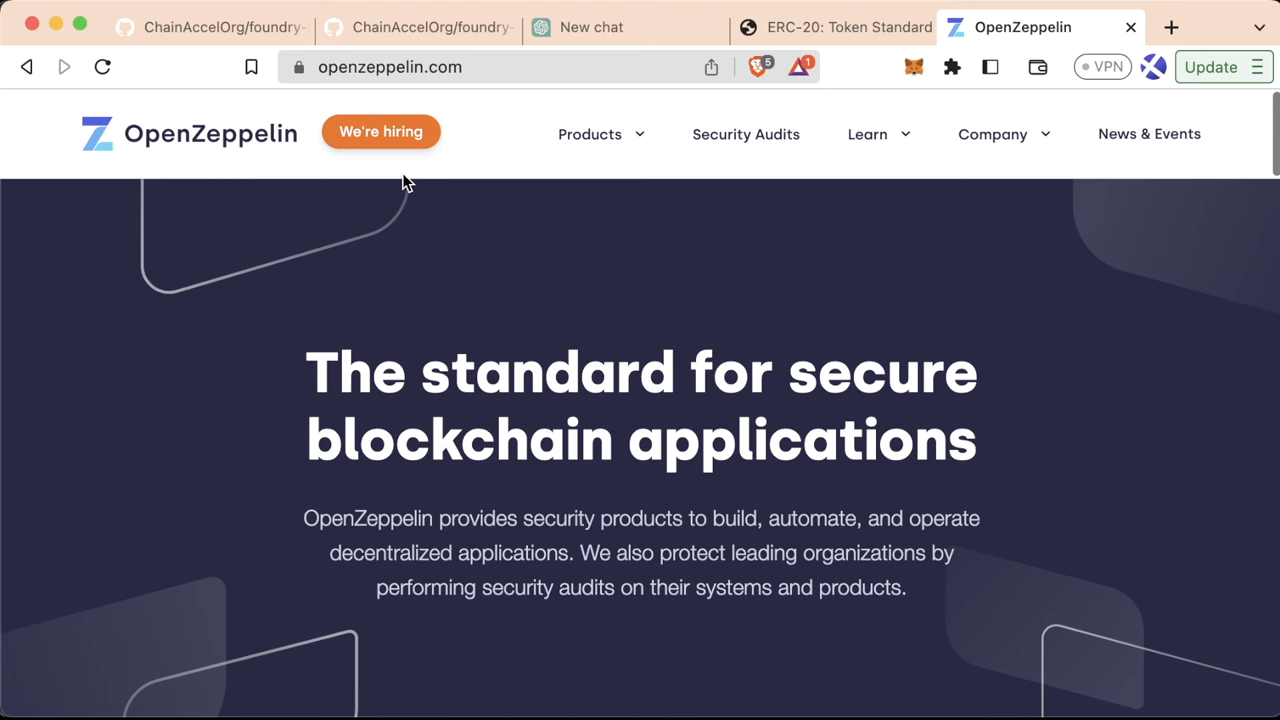 ChainAccelOrg/foundry-
ChainAccelOrg/foundry-
New chat
ERC-20: Token Standard
OpenZeppelin
openzeppelin.com
5
1
VPN
Update
OpenZeppelin
We're hiring
Products
Security Audits
Learn
Company
News & Events
The standard for secure
blockchain applications
OpenZeppelin provides security products to build, automate, and operate
decentralized applications. We also protect leading organizations by
performing security audits on their systems and products.